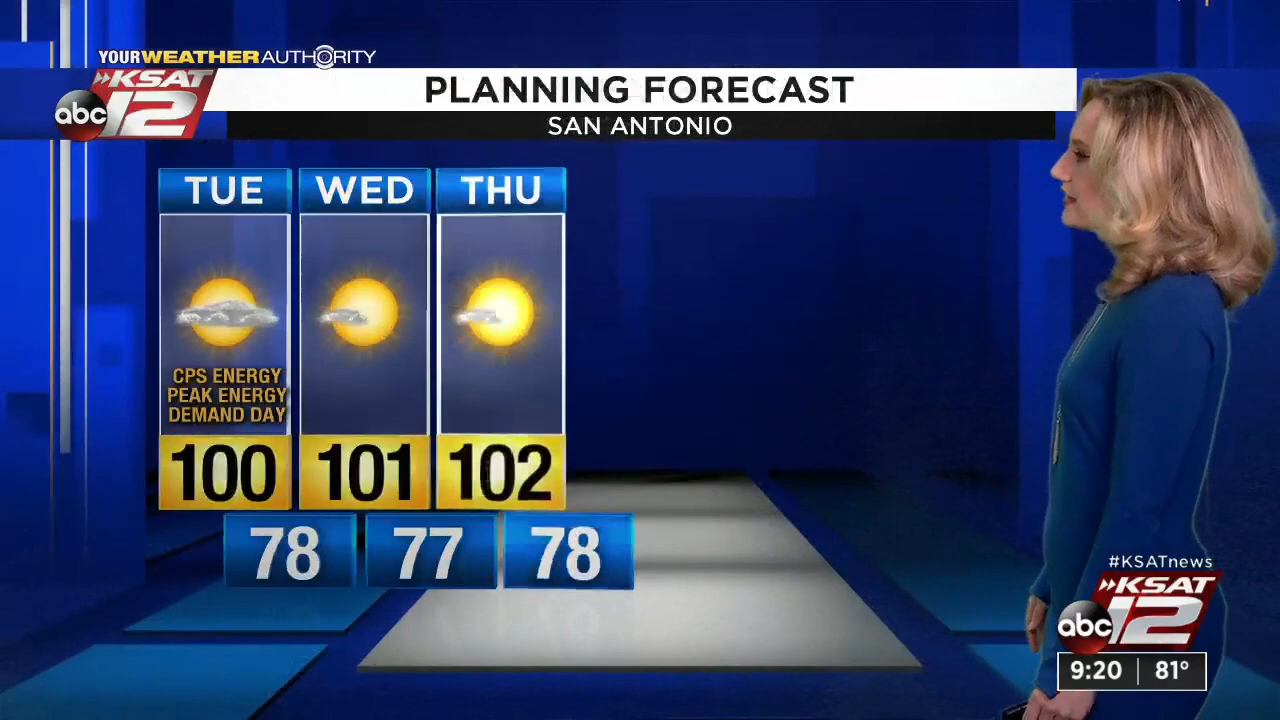 YOURWEATHERAUTHORITY
KSAT
abc 12
PLANNING FORECAST
SAN ANTONIO
TUE WED THU
CPS ENERGY
PEAK ENERGY
DEMAND DAY
100 101 102
78 77 78
#KSATnews
KSAT
abc 12
9:20 81°